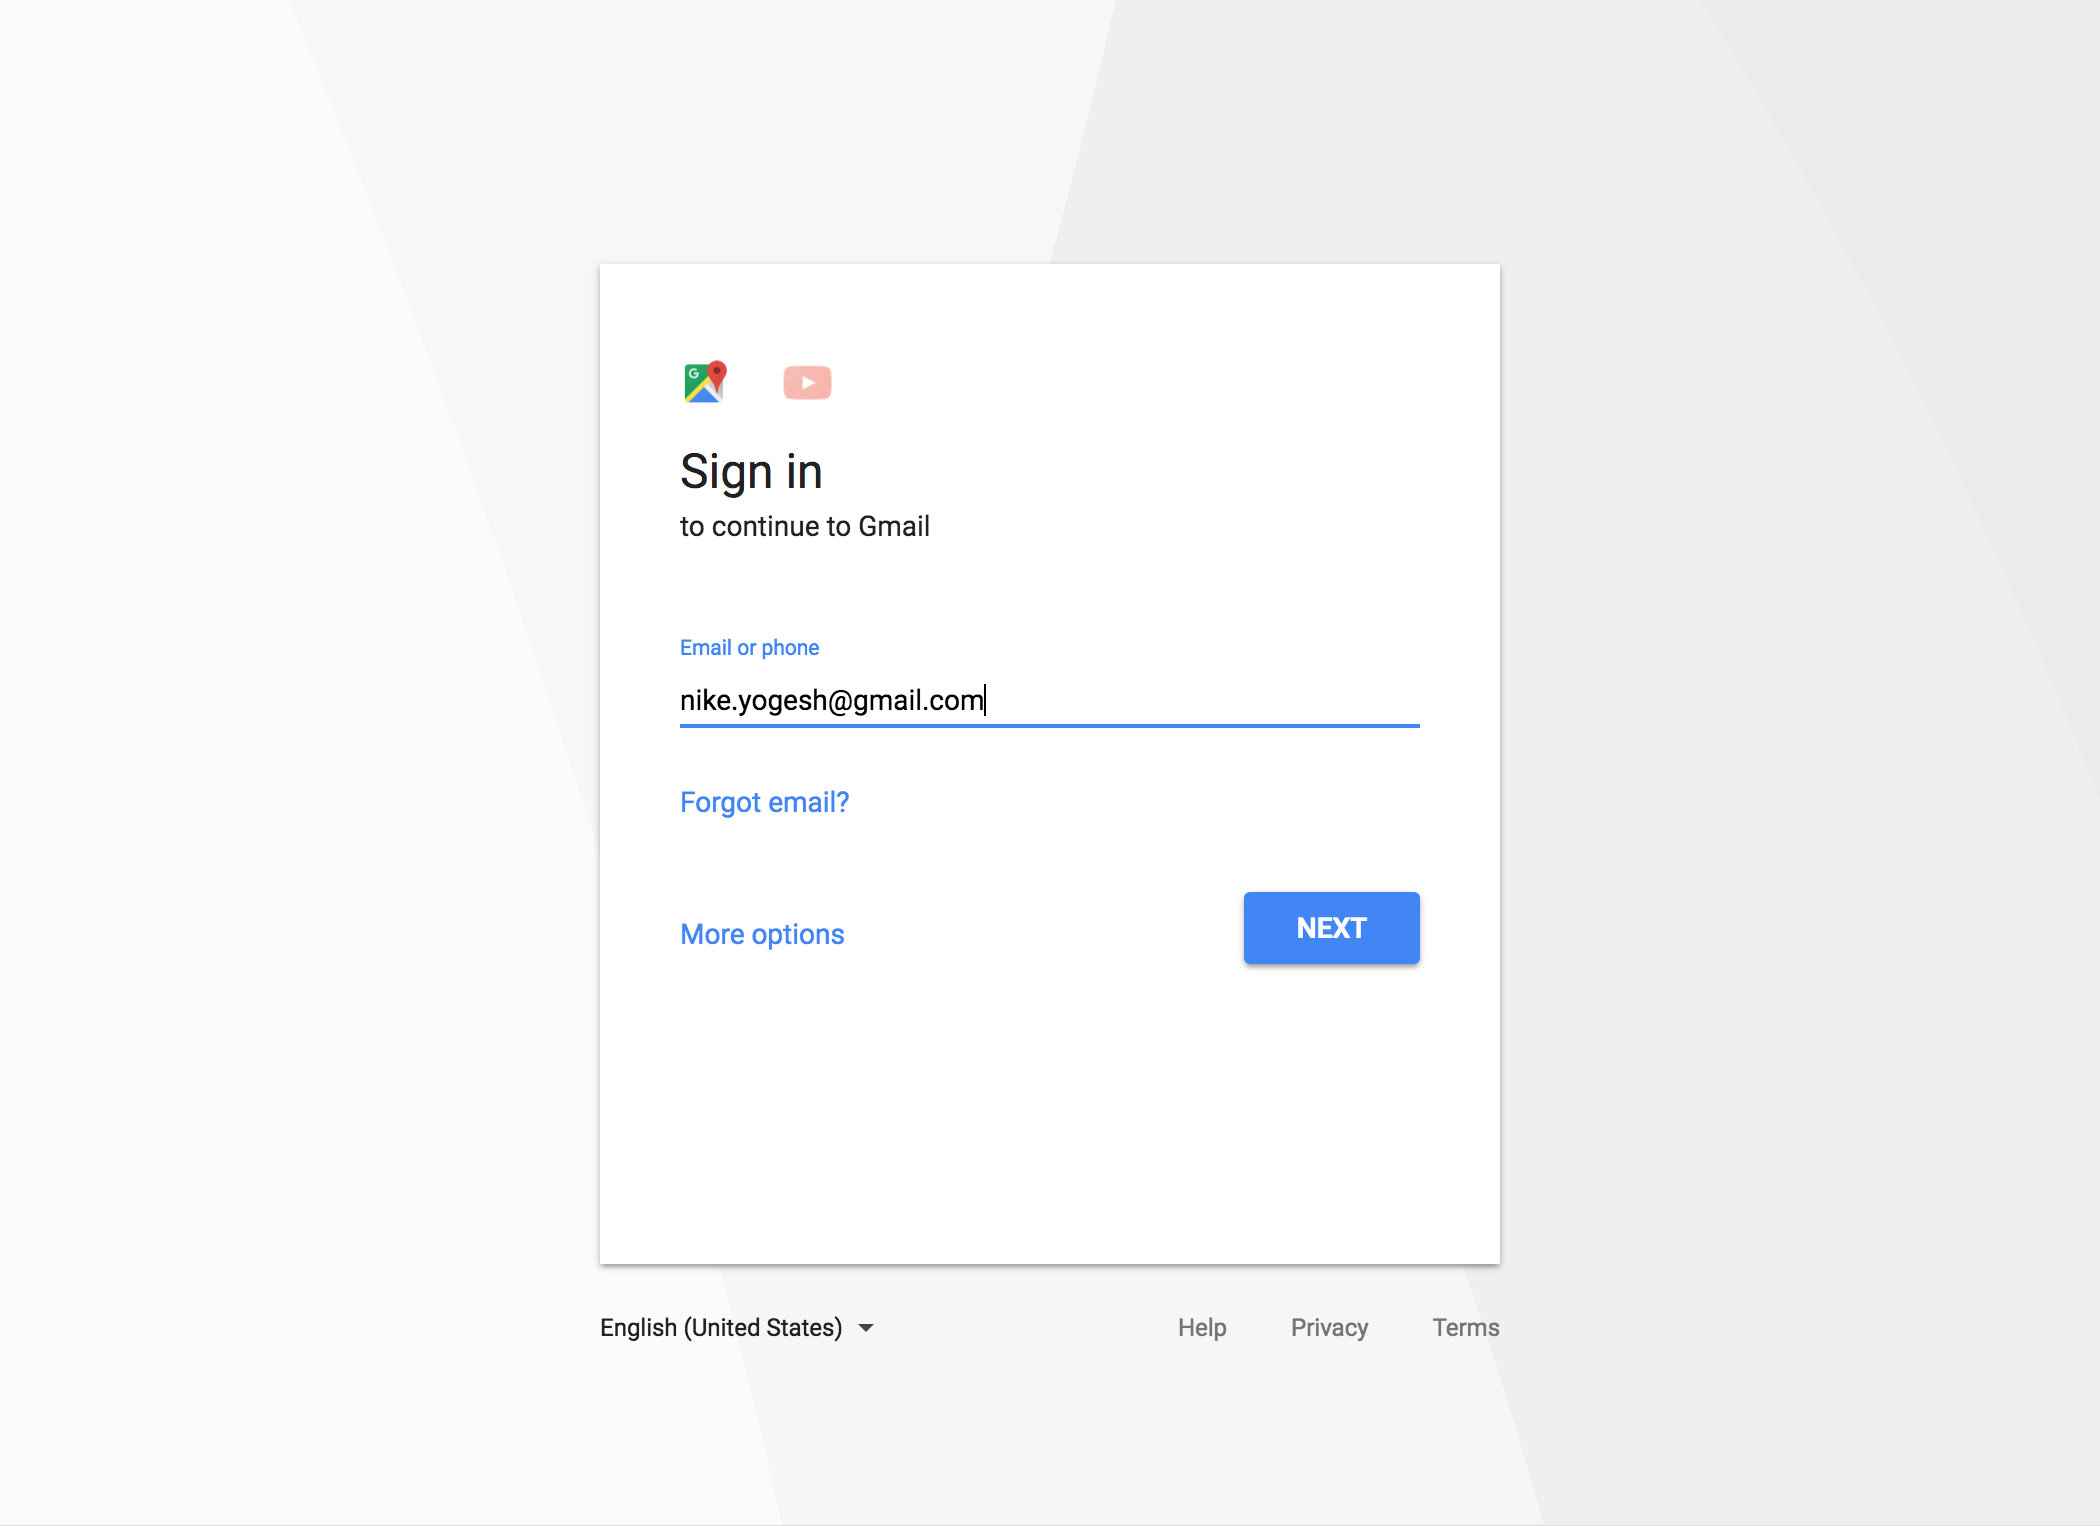 Sign in
to continue to Gmail
Email or phone
nike.yogesh@gmail.com
Forgot email?
More options
NEXT
English (United States)
Help
Privacy
Terms